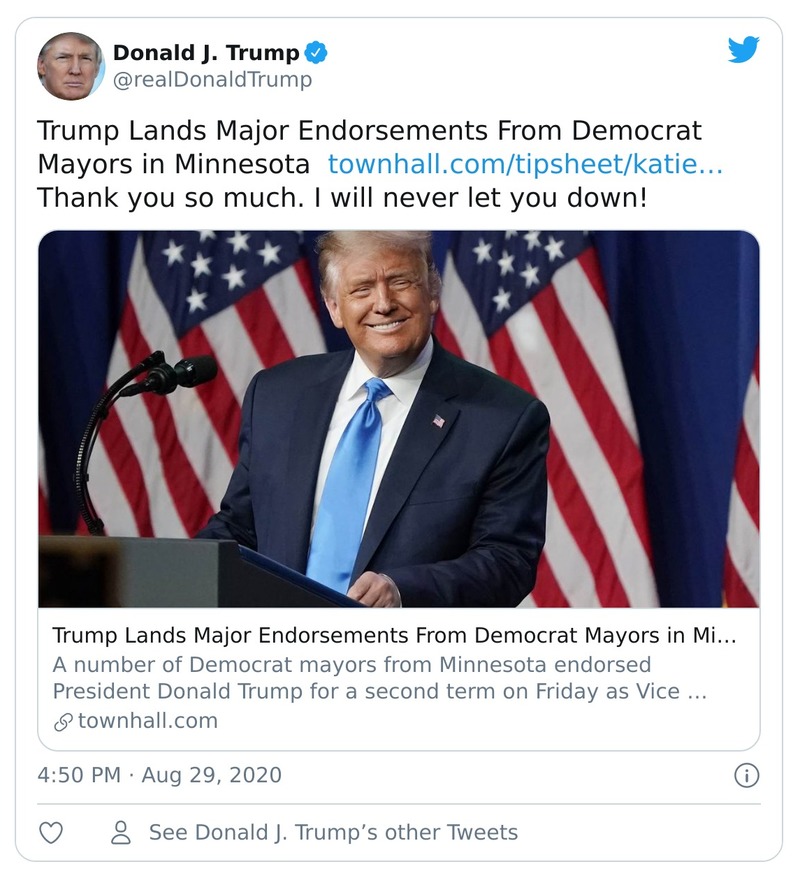 Donald J. Trump
@realDonaldTrump
Trump Lands Major Endorsements From Democrat
Mayors in Minnesota townhall.com/tipsheet/katie…
Thank you so much. I will never let you down!
Trump Lands Major Endorsements From Democrat Mayors in Mi…
A number of Democrat mayors from Minnesota endorsed
President Donald Trump for a second term on Friday as Vice …
townhall.com
4:50 PM · Aug 29, 2020
See Donald J. Trump’s other Tweets